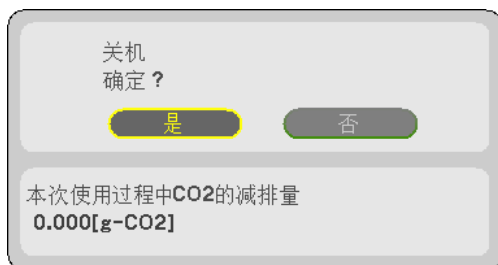 关机
确定？
是 否
本次使用过程中CO2的减排量
0.000[g-CO2]